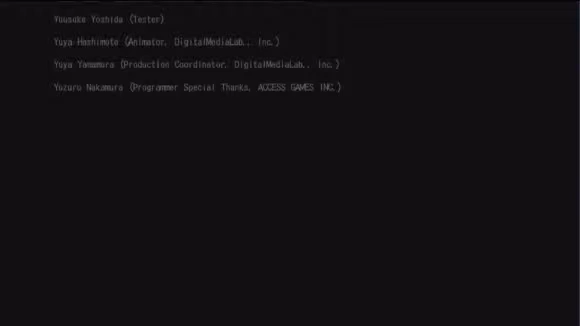 Yuusuke Yoshida (Tester)
Yuya Hashimoto (Animator, DigitalMediaLab., Inc.)
Yuya Yamamura (Production Coordinator, DigitalMediaLab., Inc.)
Yuzuru Nakamura (Programmer Special Thanks, ACCESS GAMES INC.)